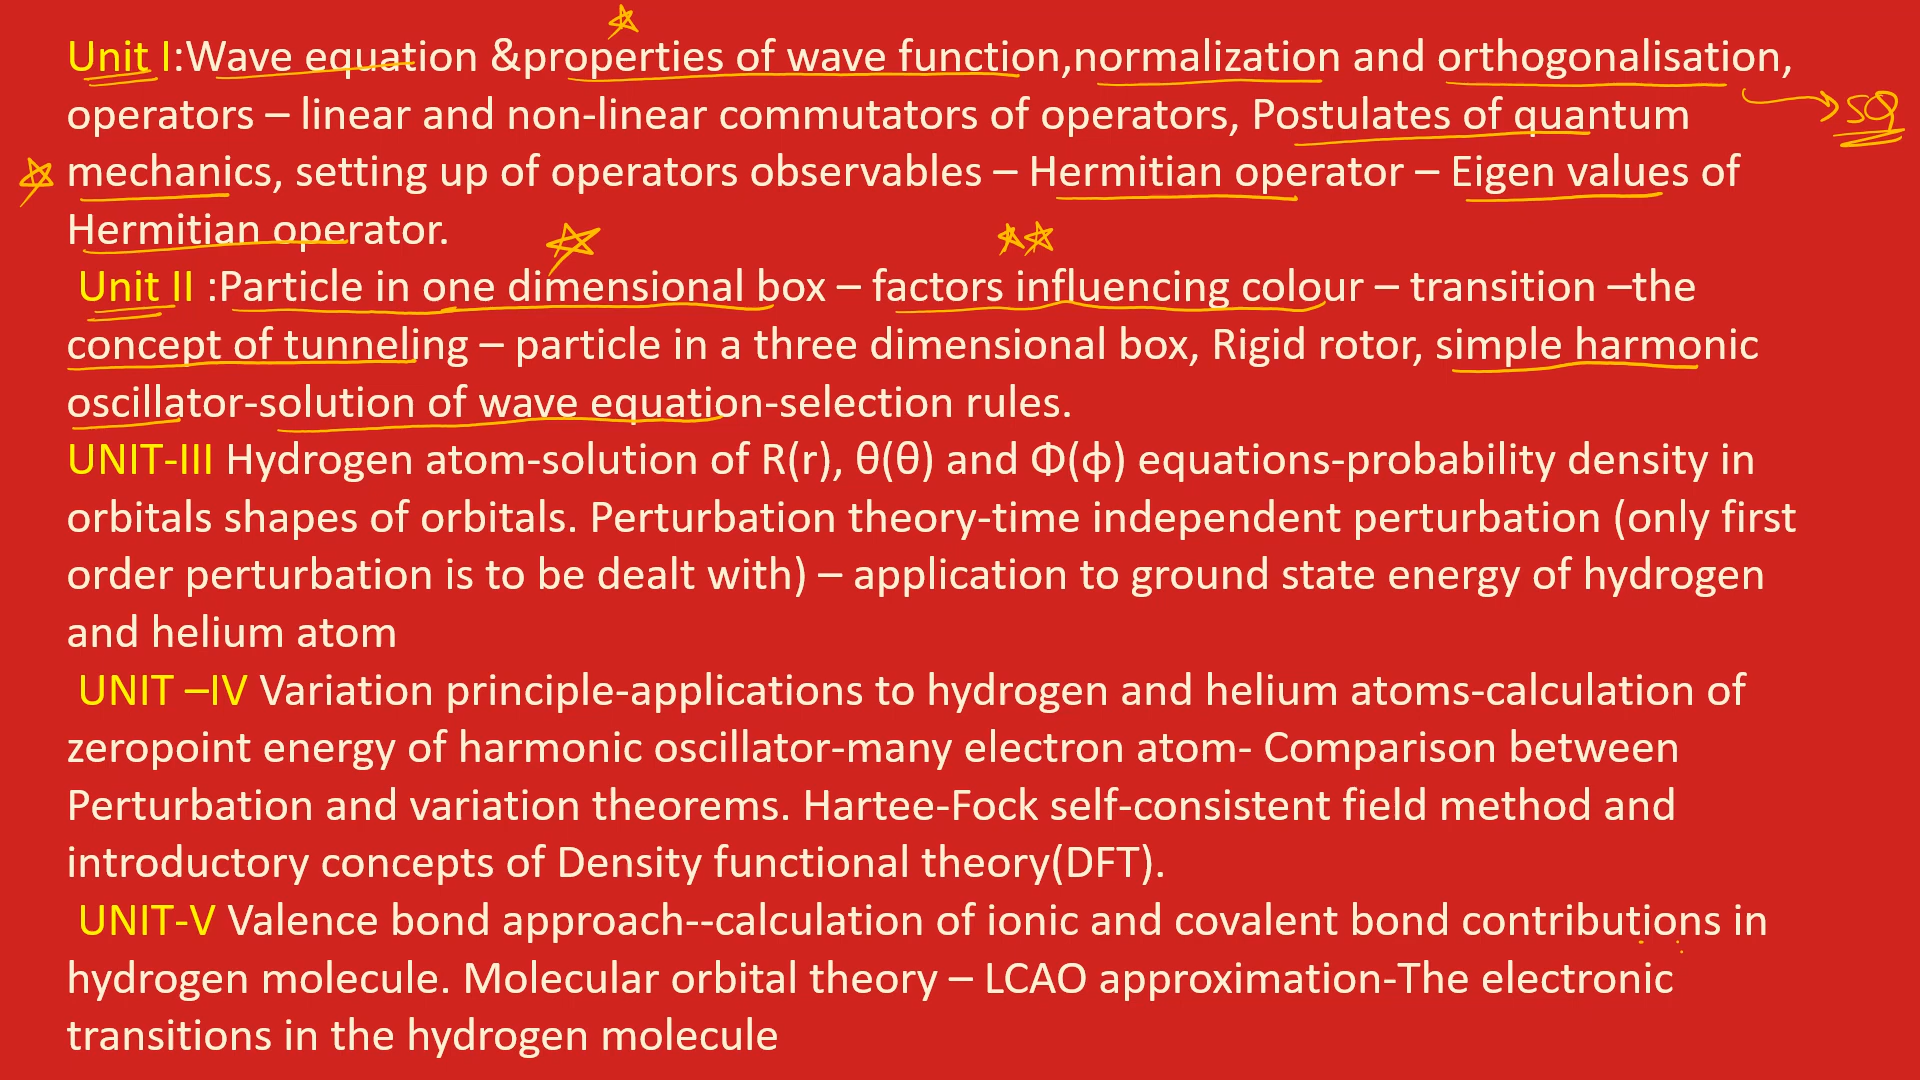 Unit I:Wave equation &properties of wave function,normalization and orthogonalisation,
operators – linear and non-linear commutators of operators, Postulates of quantum
SQ
mechanics, setting up of operators observables – Hermitian operator – Eigen values of
Hermitian operator.
Unit II :Particle in one dimensional box – factors influencing colour – transition –the
concept of tunneling – particle in a three dimensional box, Rigid rotor, simple harmonic
oscillator-solution of wave equation-selection rules.
UNIT-III Hydrogen atom-solution of R(r), θ(θ) and Φ(ϕ) equations-probability density in
orbitals shapes of orbitals. Perturbation theory-time independent perturbation (only first
order perturbation is to be dealt with) – application to ground state energy of hydrogen
and helium atom
UNIT –IV Variation principle-applications to hydrogen and helium atoms-calculation of
zeropoint energy of harmonic oscillator-many electron atom- Comparison between
Perturbation and variation theorems. Hartee-Fock self-consistent field method and
introductory concepts of Density functional theory(DFT).
UNIT-V Valence bond approach--calculation of ionic and covalent bond contributions in
hydrogen molecule. Molecular orbital theory – LCAO approximation-The electronic
transitions in the hydrogen molecule